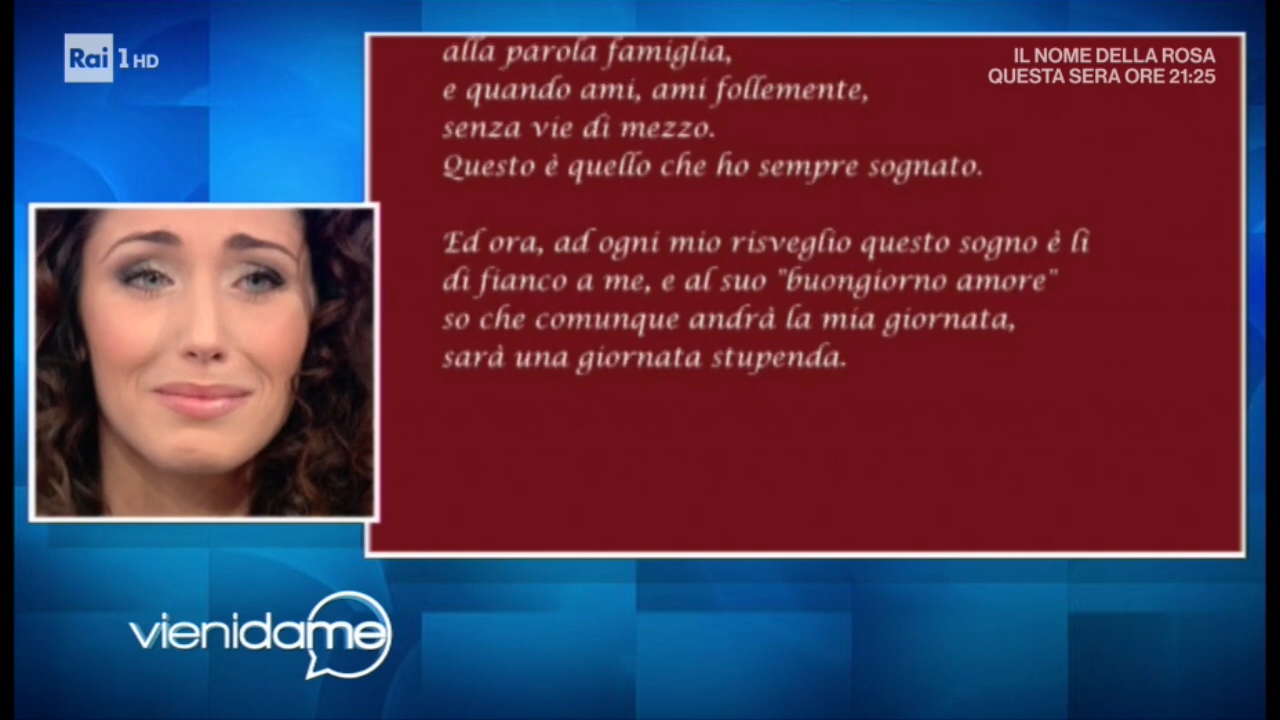 Rai 1 HD
IL NOME DELLA ROSA
QUESTA SERA ORE 21:25
alla parola famiglia,
e quando ami, ami follemente,
senza vie di mezzo.
Questo è quello che ho sempre sognato.
Ed ora, ad ogni mio risveglio questo sogno è lì
di fianco a me, e al suo "buongiorno amore"
so che comunque andrà la mia giornata,
sarà una giornata stupenda.
vienidame